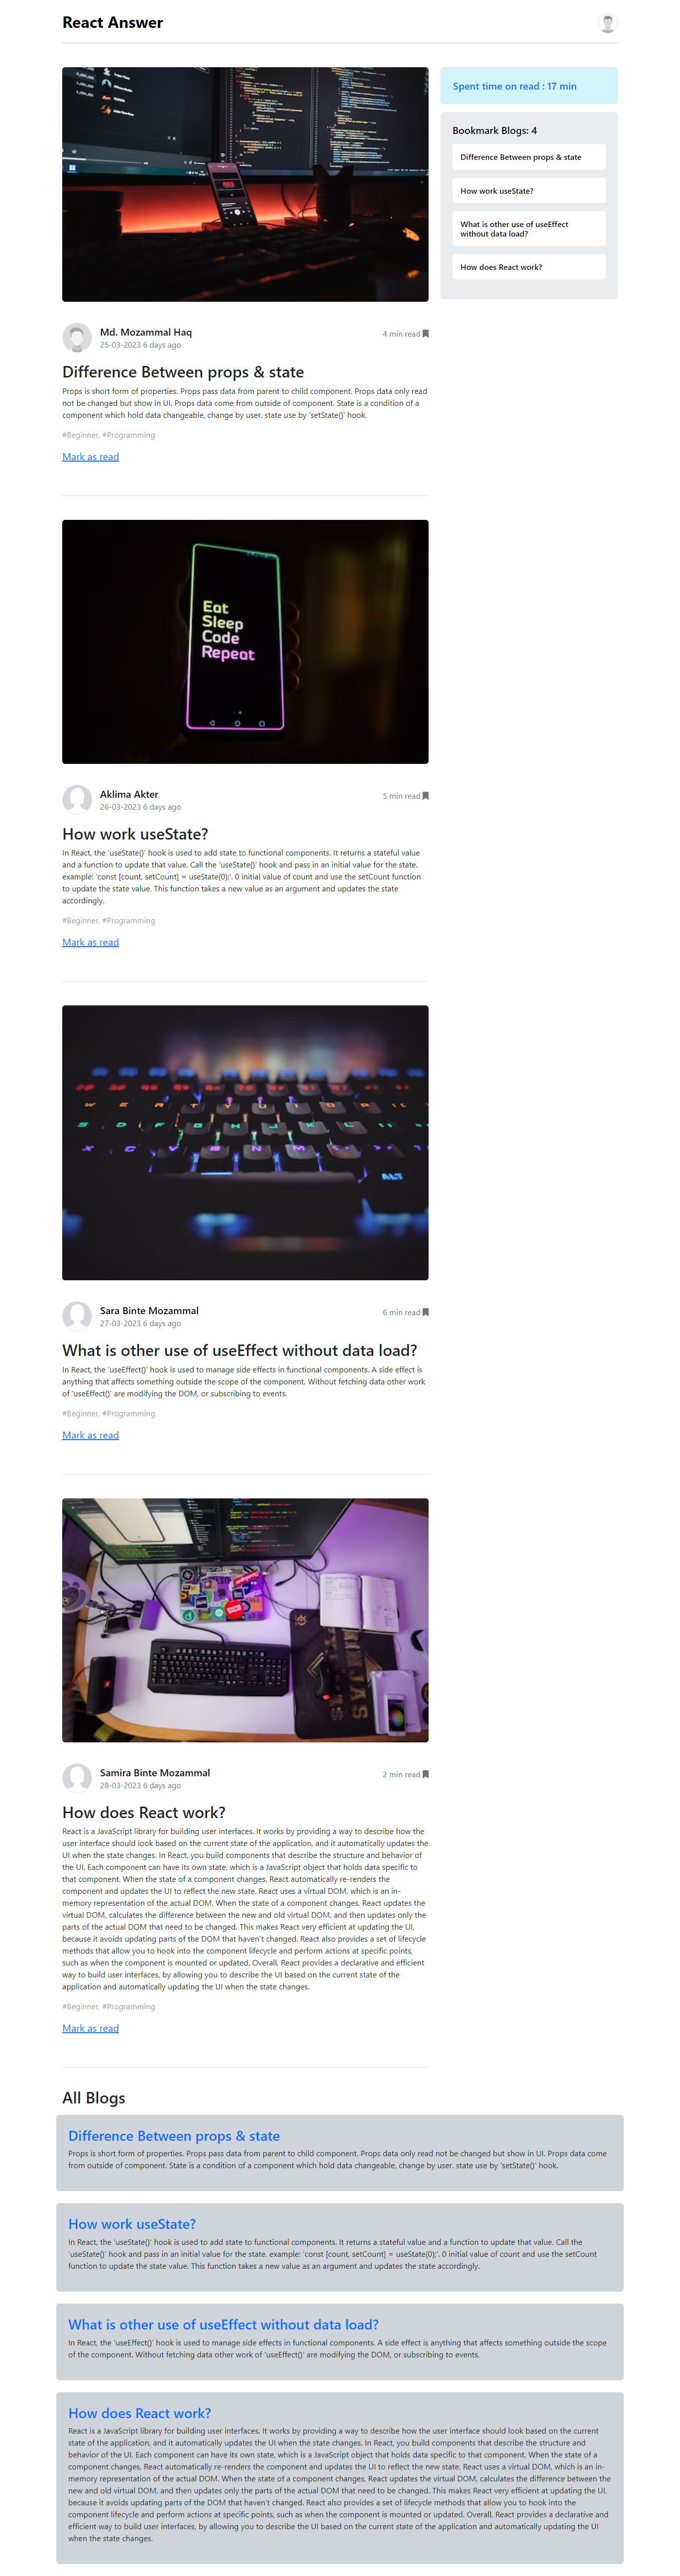 React Answer
Spent time on read : 17 min
Bookmark Blogs: 4
Difference Between props & state
How work useState?
What is other use of useEffect
without data load?
How does React work?
Md. Mozammal Haq
25-03-2023 6 days ago
4 min read
Difference Between props & state
Props is short form of properties. Props pass data from parent to child component. Props data only read
not be changed but show in UI. Props data come from outside of component. State is a condition of a
component which hold data changeable, change by user. state use by 'setState()' hook.
#Beginner, #Programming
Mark as read
Eat
Sleep
Code
Repeat
Aklima Akter
26-03-2023 6 days ago
5 min read
How work useState?
In React, the 'useState()' hook is used to add state to functional components. It returns a stateful value
and a function to update that value. Call the 'useState()' hook and pass in an initial value for the state.
example: 'const [count, setCount] = useState(0);'. 0 initial value of count and use the setCount function
to update the state value. This function takes a new value as an argument and updates the state
accordingly.
#Beginner, #Programming
Mark as read
W E R T Y U I O P
S D F G H J K L
X C V B N M
ALT
Sara Binte Mozammal
27-03-2023 6 days ago
6 min read
What is other use of useEffect without data load?
In React, the 'useEffect()' hook is used to manage side effects in functional components. A side effect is
anything that affects something outside the scope of the component. Without fetching data other work
of 'useEffect()' are modifying the DOM, or subscribing to events.
#Beginner, #Programming
Mark as read
Samira Binte Mozammal
28-03-2023 6 days ago
2 min read
How does React work?
React is a JavaScript library for building user interfaces. It works by providing a way to describe how the
user interface should look based on the current state of the application, and it automatically updates the
UI when the state changes. In React, you build components that describe the structure and behavior of
the UI. Each component can have its own state, which is a JavaScript object that holds data specific to
that component. When the state of a component changes, React automatically re-renders the
component and updates the UI to reflect the new state. React uses a virtual DOM, which is an in-
memory representation of the actual DOM. When the state of a component changes, React updates the
virtual DOM, calculates the difference between the new and old virtual DOM, and then updates only the
parts of the actual DOM that need to be changed. This makes React very efficient at updating the UI,
because it avoids updating parts of the DOM that haven't changed. React also provides a set of lifecycle
methods that allow you to hook into the component lifecycle and perform actions at specific points,
such as when the component is mounted or updated. Overall, React provides a declarative and efficient
way to build user interfaces, by allowing you to describe the UI based on the current state of the
application and automatically updating the UI when the state changes.
#Beginner, #Programming
Mark as read
All Blogs
Difference Between props & state
Props is short form of properties. Props pass data from parent to child component. Props data only read not be changed but show in UI. Props data come
from outside of component. State is a condition of a component which hold data changeable, change by user. state use by 'setState()' hook.
How work useState?
In React, the 'useState()' hook is used to add state to functional components. It returns a stateful value and a function to update that value. Call the
'useState()' hook and pass in an initial value for the state. example: 'const [count, setCount] = useState(0);'. 0 initial value of count and use the setCount
function to update the state value. This function takes a new value as an argument and updates the state accordingly.
What is other use of useEffect without data load?
In React, the 'useEffect()' hook is used to manage side effects in functional components. A side effect is anything that affects something outside the scope
of the component. Without fetching data other work of 'useEffect()' are modifying the DOM, or subscribing to events.
How does React work?
React is a JavaScript library for building user interfaces. It works by providing a way to describe how the user interface should look based on the current
state of the application, and it automatically updates the UI when the state changes. In React, you build components that describe the structure and
behavior of the UI. Each component can have its own state, which is a JavaScript object that holds data specific to that component. When the state of a
component changes, React automatically re-renders the component and updates the UI to reflect the new state. React uses a virtual DOM, which is an in-
memory representation of the actual DOM. When the state of a component changes, React updates the virtual DOM, calculates the difference between the
new and old virtual DOM, and then updates only the parts of the actual DOM that need to be changed. This makes React very efficient at updating the UI,
because it avoids updating parts of the DOM that haven't changed. React also provides a set of lifecycle methods that allow you to hook into the
component lifecycle and perform actions at specific points, such as when the component is mounted or updated. Overall, React provides a declarative and
efficient way to build user interfaces, by allowing you to describe the UI based on the current state of the application and automatically updating the UI
when the state changes.